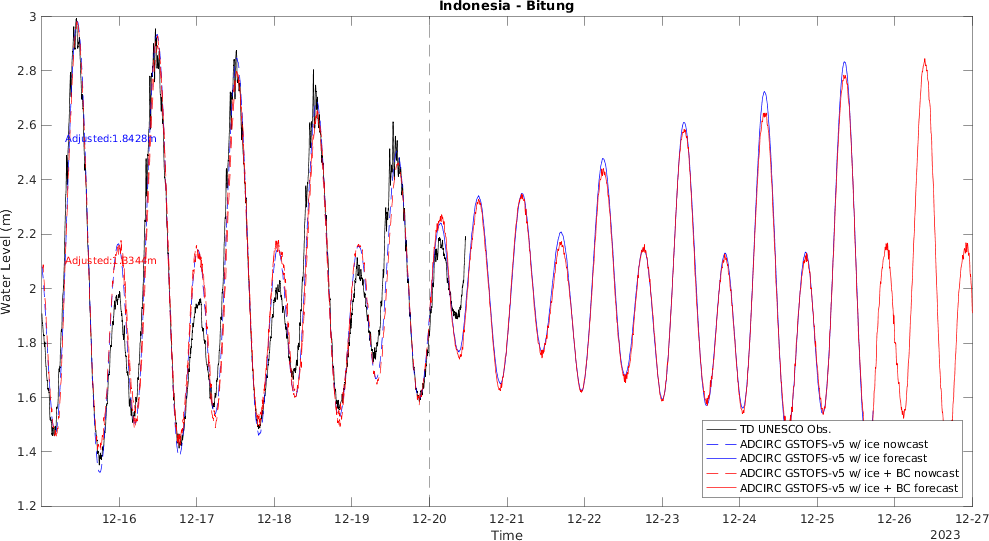 Indonesia - Bitung
Water Level (m)
3
2.8
2.6
2.4
2.2
2
1.8
1.6
1.4
1.2
Adjusted:1.8428m
Adjusted:1.8344m
TD UNESCO Obs.
ADCIRC GSTOFS-v5 w/ ice nowcast
ADCIRC GSTOFS-v5 w/ ice forecast
ADCIRC GSTOFS-v5 w/ ice + BC nowcast
ADCIRC GSTOFS-v5 w/ ice + BC forecast
12-16 12-17 12-18 12-19 12-20 12-21 12-22 12-23 12-24 12-25 12-26 12-27
Time
2023